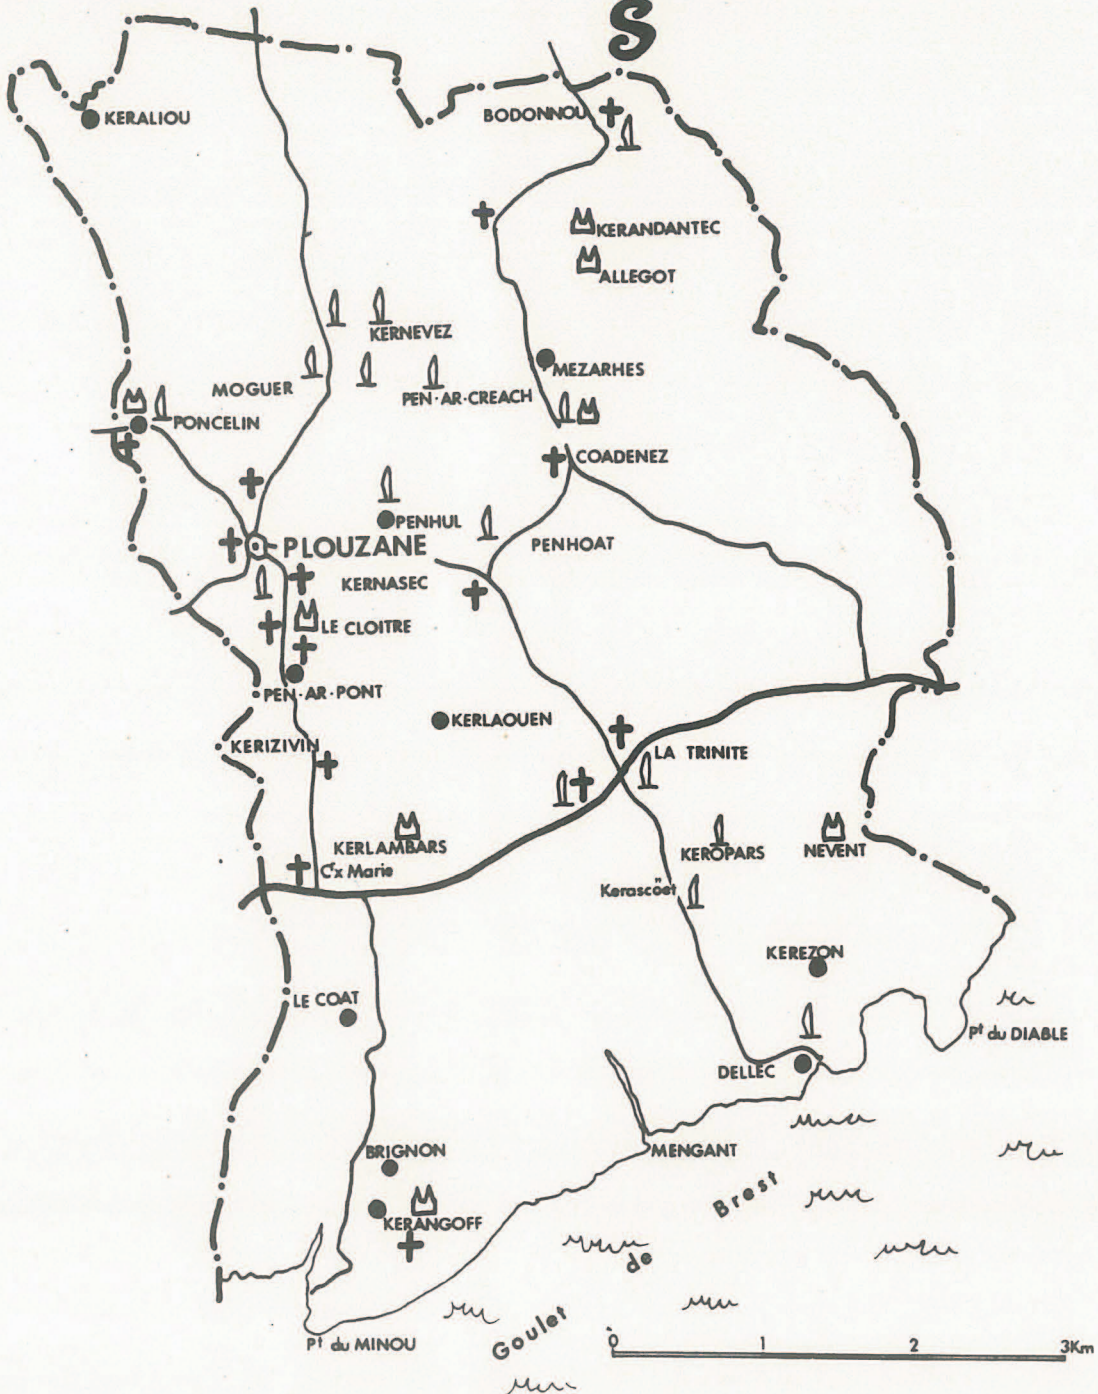 S
BODONNOU
KERALIOU
KERANDANTEC
ALLEGOT
KERNEVEZ
MEZARHES
MOGUER
PEN·AR·CREACH
PONCELIN
COADENEZ
PENHUL
PLOUZANE
PENHOAT
KERNASEC
LE CLOITRE
PEN·AR·PONT
KERLAOUEN
KERIZIVIN
LA TRINITE
KERLAMBARS
KEROPARS
NEVENT
Cʳx Marie
Kerascöet
KEREZON
LE COAT
Pᵗ du DIABLE
DELLEC
BRIGNON
MENGANT
KERANGOFF
Pᵗ du MINOU
Goulet de Brest
0 1 2 3Km